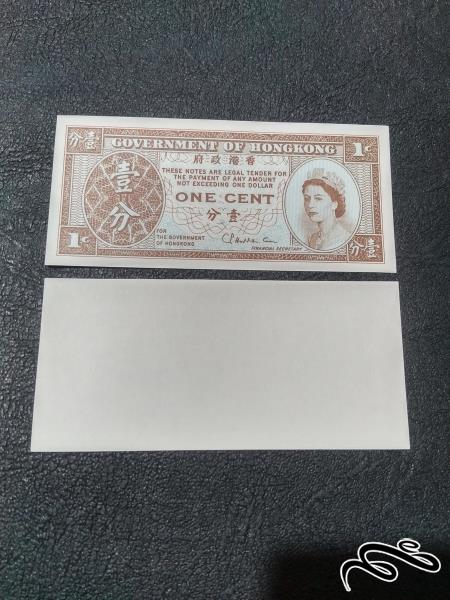 分壹
GOVERNMENT OF HONGKONG
1¢
府政港香
THESE NOTES ARE LEGAL TENDER FOR
THE PAYMENT OF ANY AMOUNT
NOT EXCEEDING ONE DOLLAR
壹分
ONE CENT
分壹
1¢
FOR
THE GOVERNMENT
OF HONGKONG
FINANCIAL SECRETARY
分壹